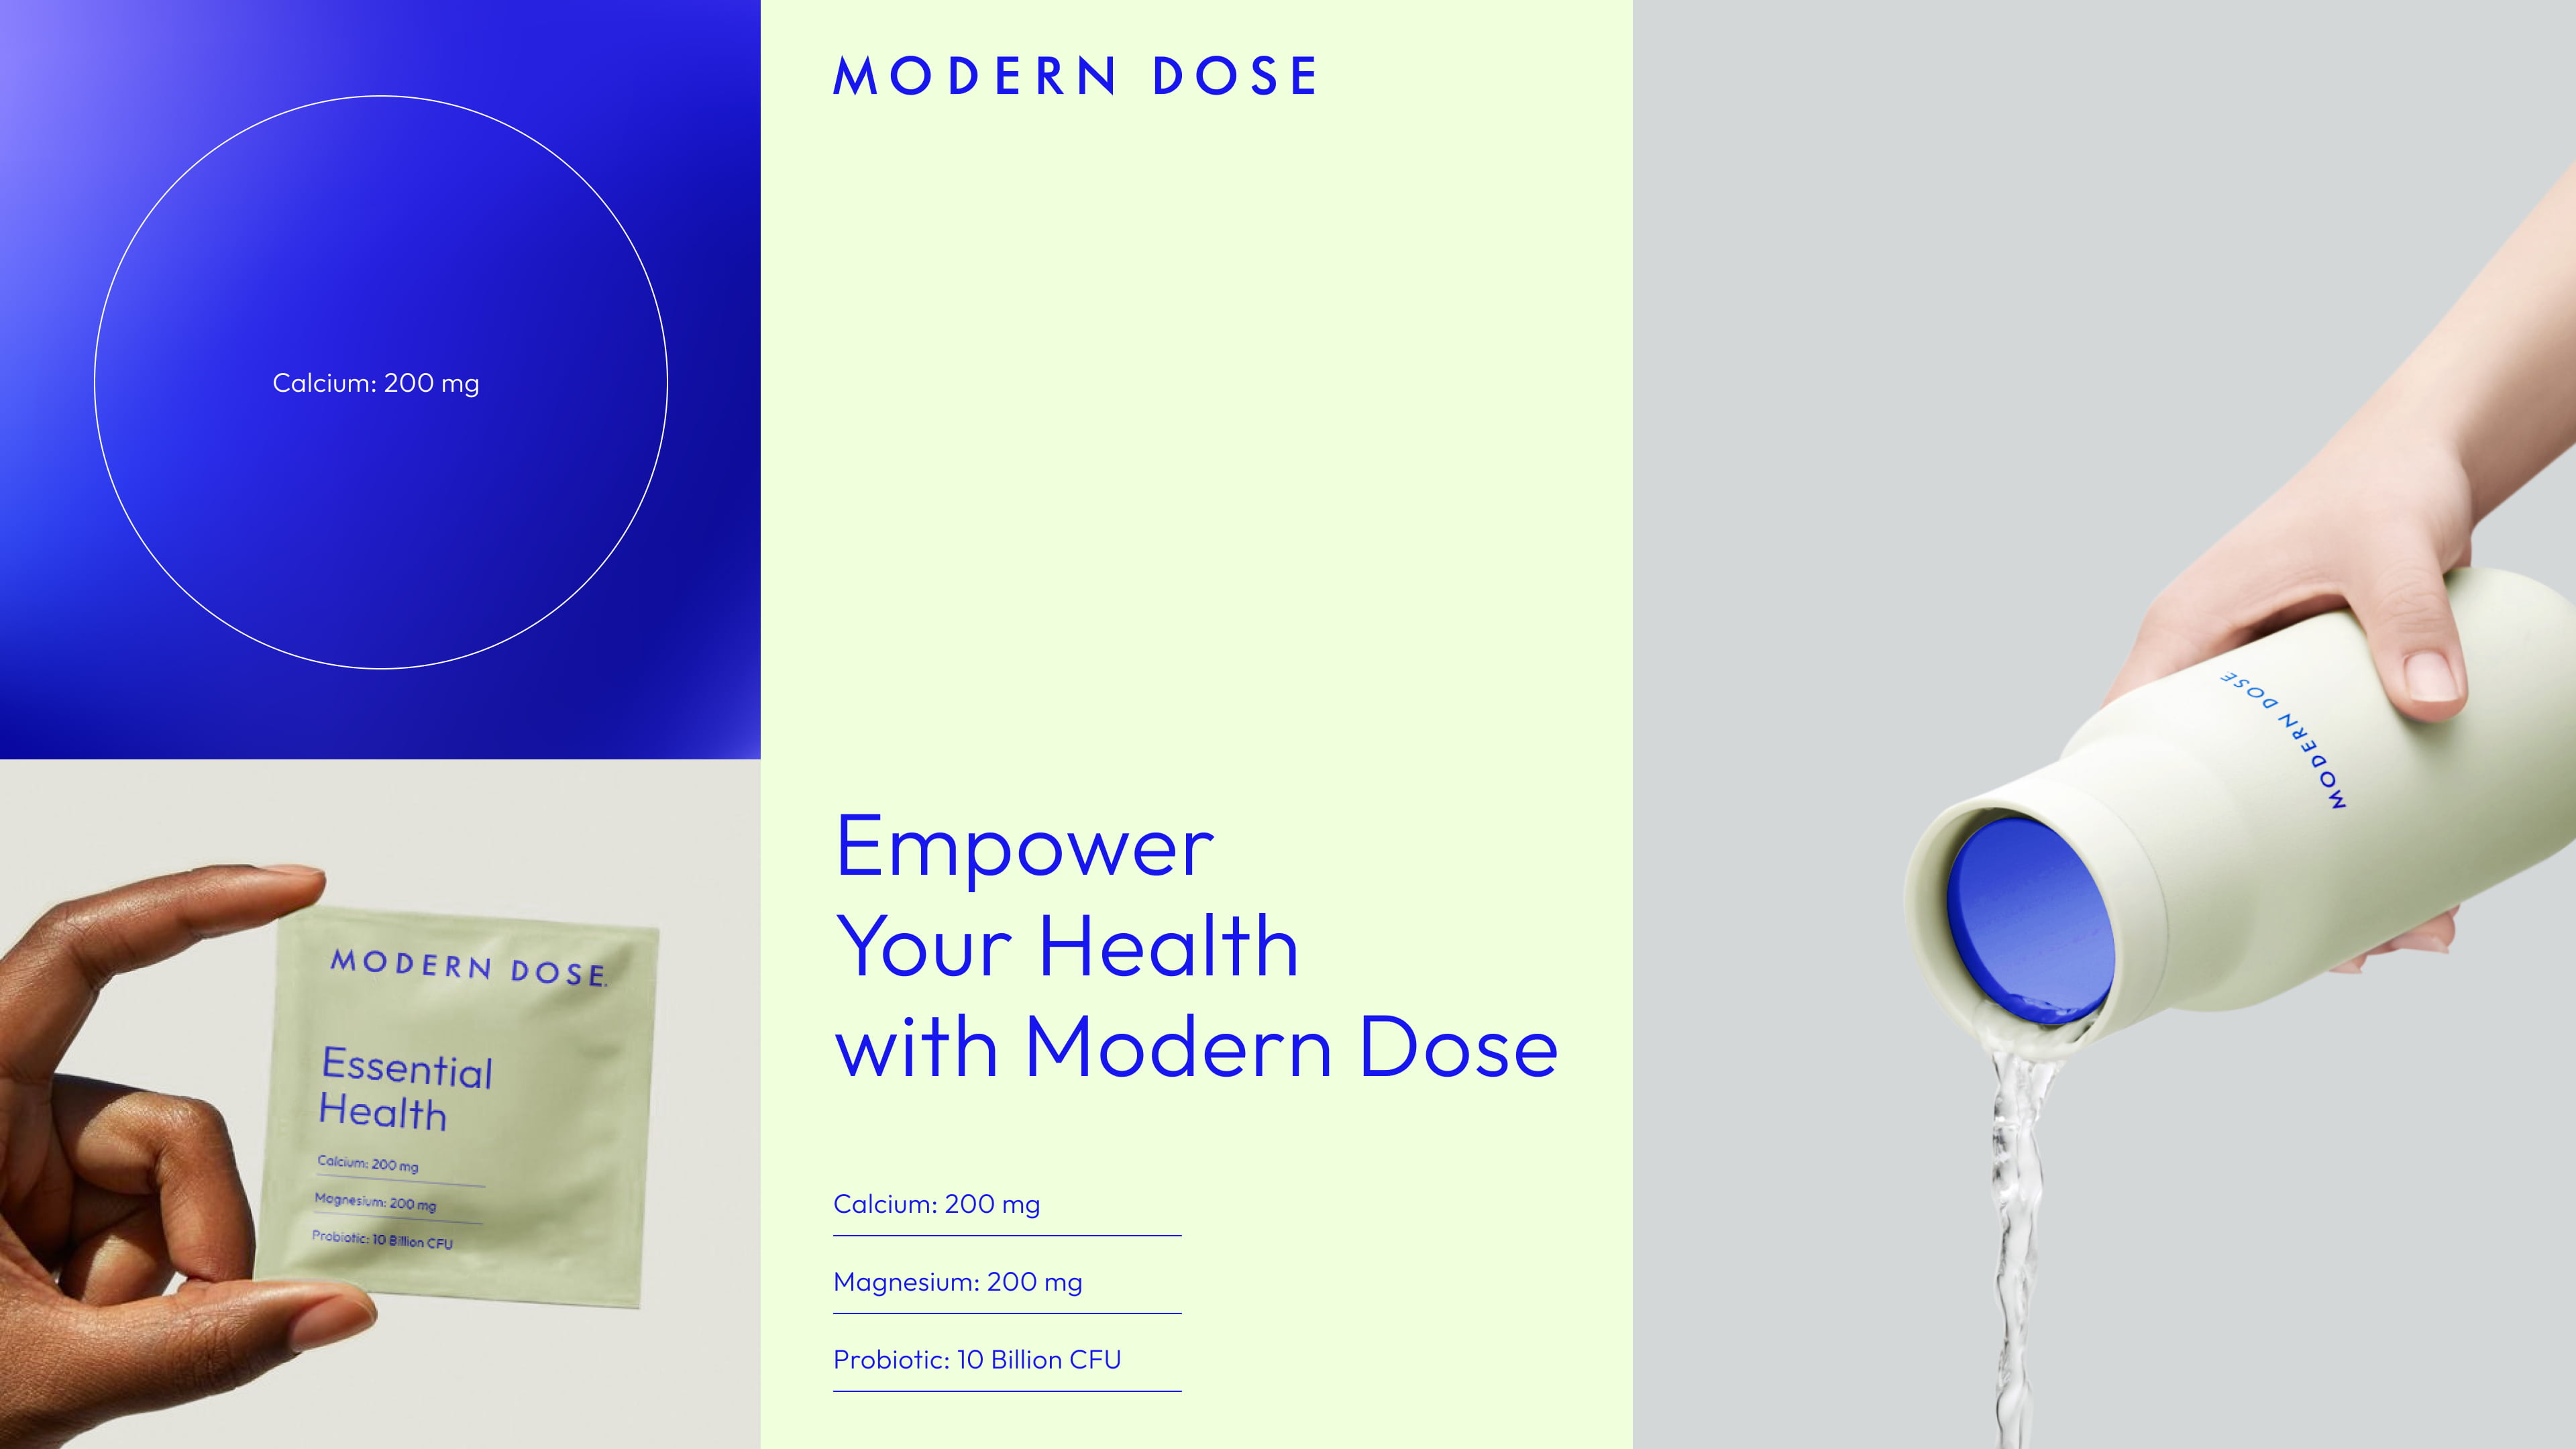 Calcium: 200 mg
MODERN DOSE.
Essential
Health
Calcium: 200 mg
Magnesium: 200 mg
Probiotic: 10 Billion CFU
MODERN DOSE
Empower
Your Health
with Modern Dose
Calcium: 200 mg
Magnesium: 200 mg
Probiotic: 10 Billion CFU
MODERN DOSE